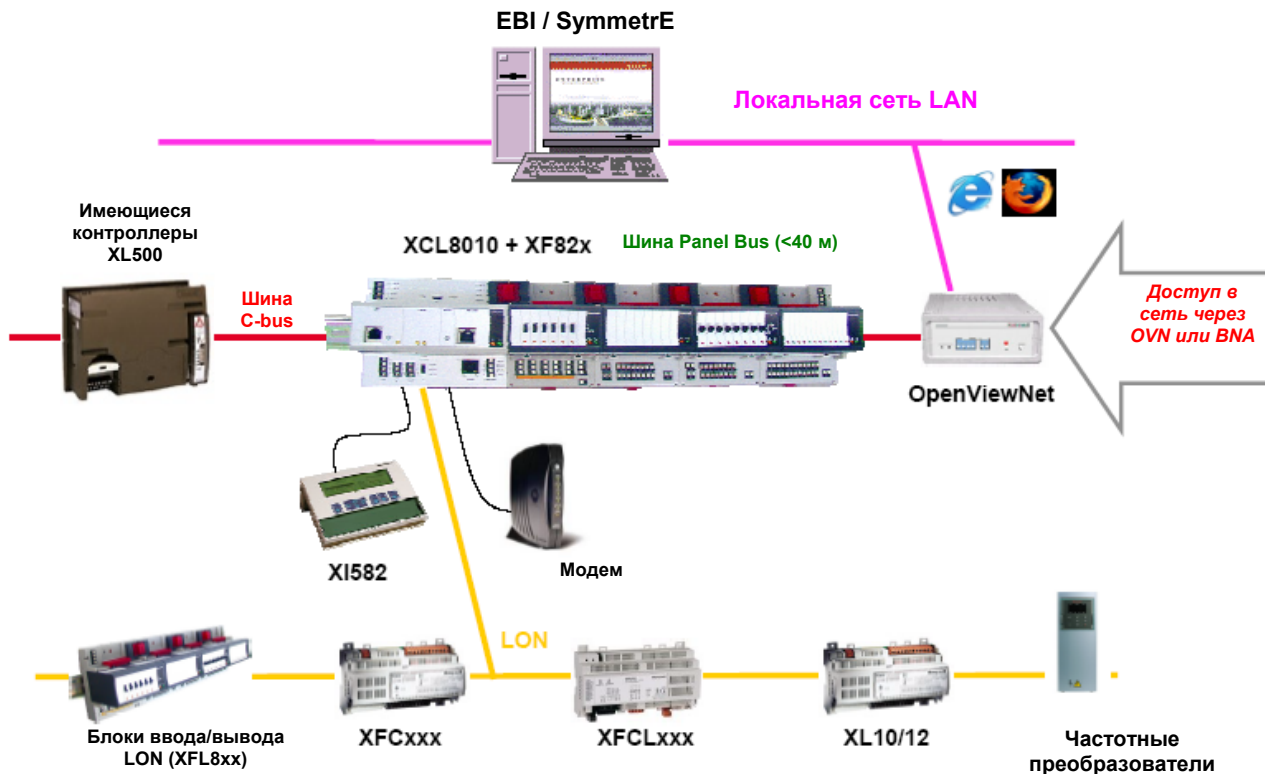 EBI / SymmetrE
Локальная сеть LAN
Имеющиеся
контроллеры
XL500
XCL8010 + XF82x
Шина Panel Bus (<40 м)
Шина
C-bus
Доступ в
сеть через
OVN или BNA
OpenViewNet
XI582
Модем
LON
Блоки ввода/вывода
LON (XFL8xx)
XFCxxx
XFCLxxx
XL10/12
Частотные
преобразователи